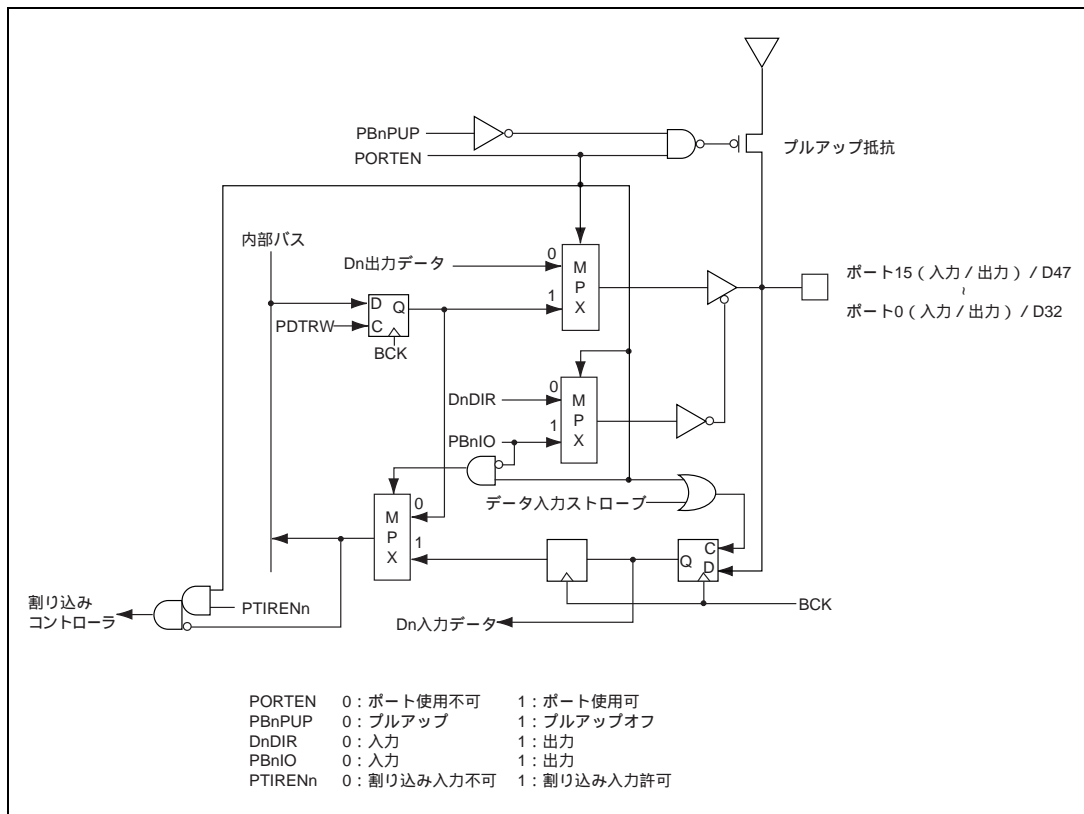 PBnPUP
PORTEN
プルアップ抵抗
内部バス
Dn出力データ
0
1
M
P
X
ポート15（入力／出力）/ D47
～
ポート0（入力／出力）/ D32
D
Q
PDTRW
C
BCK
DnDIR
0
PBnIO
1
M
P
X
データ入力ストローブ
0
1
M
P
X
C
Q
D
割り込み
コントローラ
PTIRENn
BCK
Dn入力データ
PORTEN 0：ポート使用不可 1：ポート使用可
PBnPUP 0：プルアップ 1：プルアップオフ
DnDIR 0：入力 1：出力
PBnIO 0：入力 1：出力
PTIRENn 0：割り込み入力不可 1：割り込み入力許可